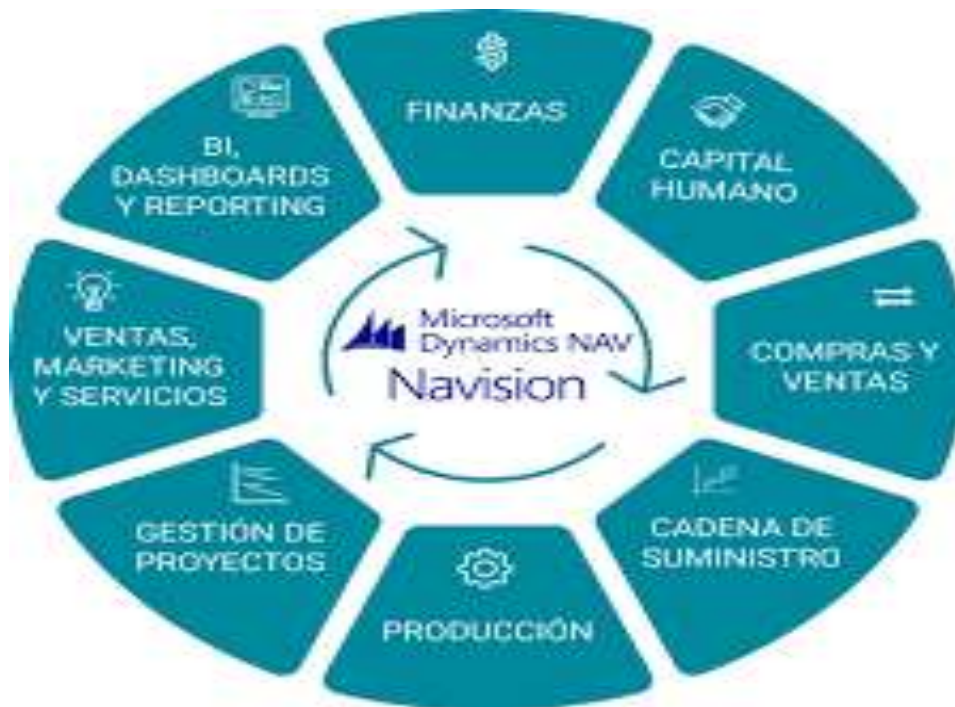 FINANZAS
CAPITAL
HUMANO
COMPRAS Y
VENTAS
CADENA DE
SUMINISTRO
PRODUCCIÓN
GESTIÓN DE
PROYECTOS
VENTAS,
MARKETING
Y SERVICIOS
BI,
DASHBOARDS
Y REPORTING
Microsoft
Dynamics NAV
Navision